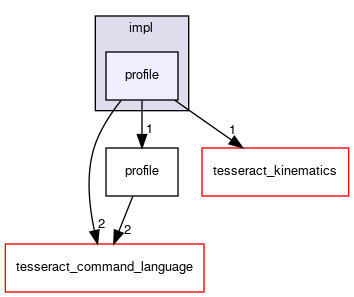 impl
profile
1
1
profile
tesseract_kinematics
2
2
tesseract_command_language